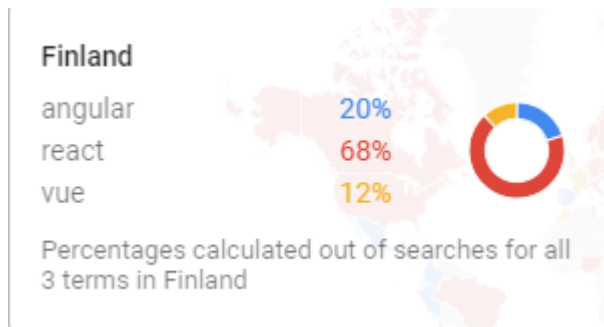 Finland
angular 20%
react 68%
vue 12%
Percentages calculated out of searches for all
3 terms in Finland